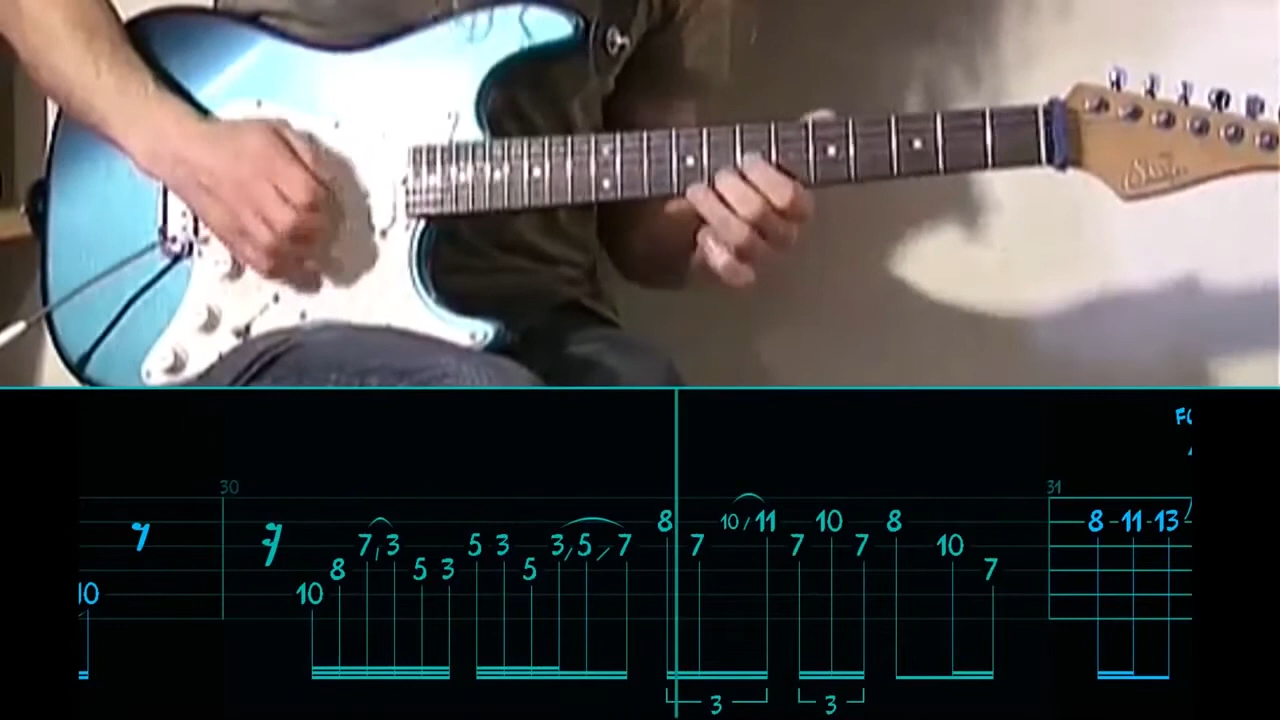 30 31
8 10/11 10 8 8-11-13
7 3 5 3 3/5/7 7 7 7 10
8 5 3 5 7
10 10
3 3